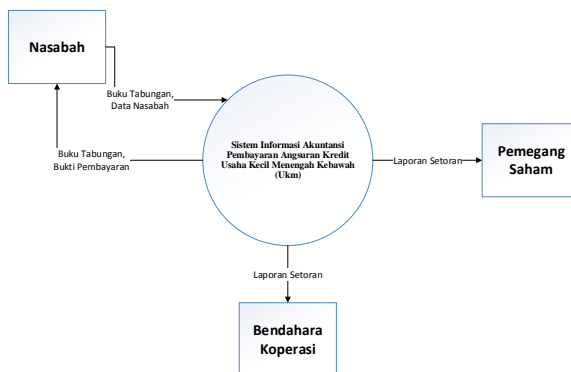 Nasabah
Buku Tabungan,
Data Nasabah
Buku Tabungan,
Bukti Pembayaran
Sistem Informasi Akuntansi
Pembayaran Angsuran Kredit
Usaha Kecil Menengah Kebawah
(Ukm)
Laporan Setoran
Pemegang
Saham
Laporan Setoran
Bendahara
Koperasi